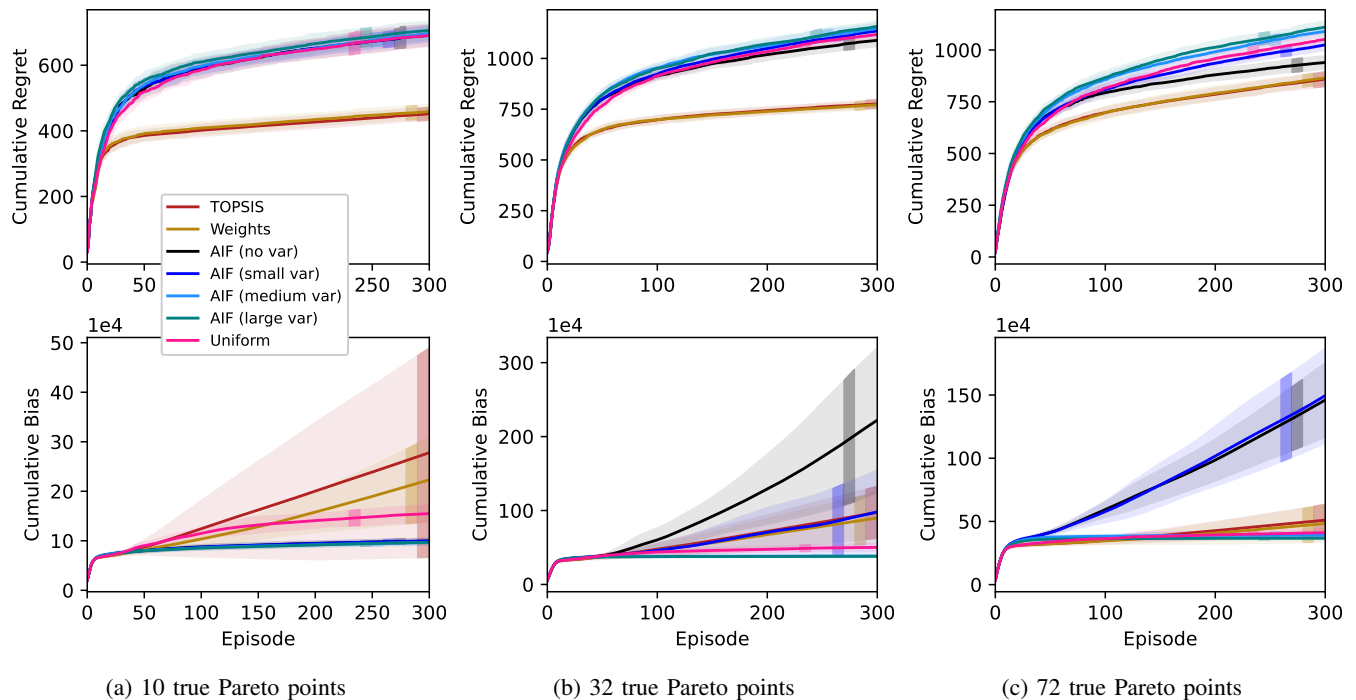 Cumulative Regret
600
400
200
0
0
50
250
300
TOPSIS
Weights
AIF (no var)
AIF (small var)
AIF (medium var)
AIF (large var)
Uniform
Cumulative Regret
1000
750
500
250
0
0
100
200
300
Cumulative Regret
1000
750
500
250
0
0
100
200
300
1e4
Cumulative Bias
50
40
30
20
10
0
0
50
100
150
200
250
300
Episode
1e4
Cumulative Bias
300
200
100
0
0
100
200
300
Episode
1e4
Cumulative Bias
150
100
50
0
0
100
200
300
Episode
(a) 10 true Pareto points
(b) 32 true Pareto points
(c) 72 true Pareto points